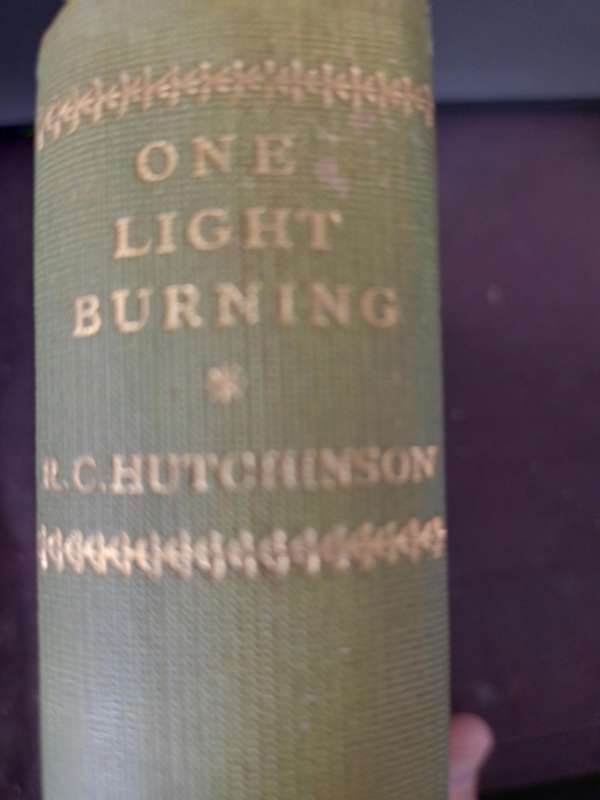 ONE
LIGHT
BURNING
*
R.C.HUTCHINSON